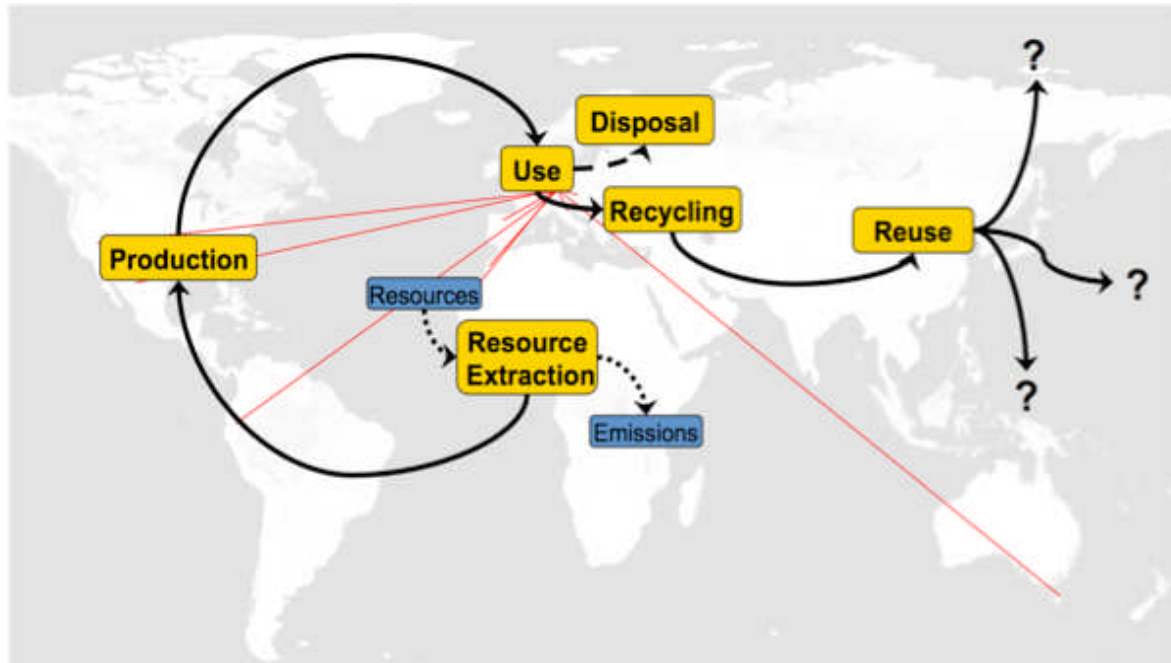 ?
Disposal
Use
Recycling
Reuse
Production
?
Resources
Resource
Extraction
?
Emissions